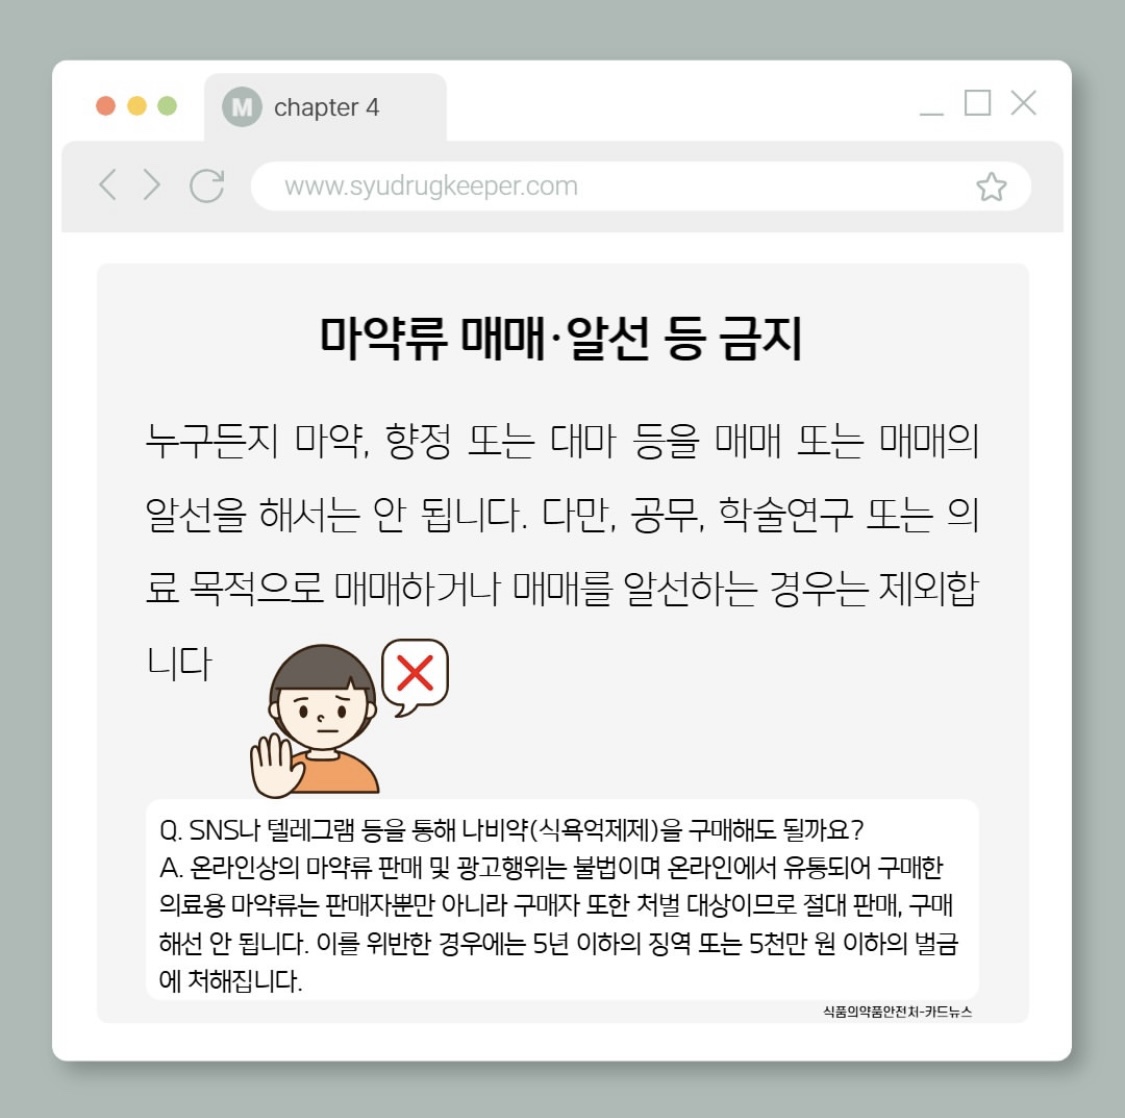 M chapter 4
www.syudrugkeeper.com
마약류 매매·알선 등 금지
누구든지 마약, 향정 또는 대마 등을 매매 또는 매매의
알선을 해서는 안 됩니다. 다만, 공무, 학술연구 또는 의
료 목적으로 매매하거나 매매를 알선하는 경우는 제외합
니다
Q. SNS나 텔레그램 등을 통해 나비약(식욕억제제)을 구매해도 될까요?
A. 온라인상의 마약류 판매 및 광고행위는 불법이며 온라인에서 유통되어 구매한
의료용 마약류는 판매자뿐만 아니라 구매자 또한 처벌 대상이므로 절대 판매, 구매
해선 안 됩니다. 이를 위반한 경우에는 5년 이하의 징역 또는 5천만 원 이하의 벌금
에 처해집니다.
식품의약품안전처-카드뉴스